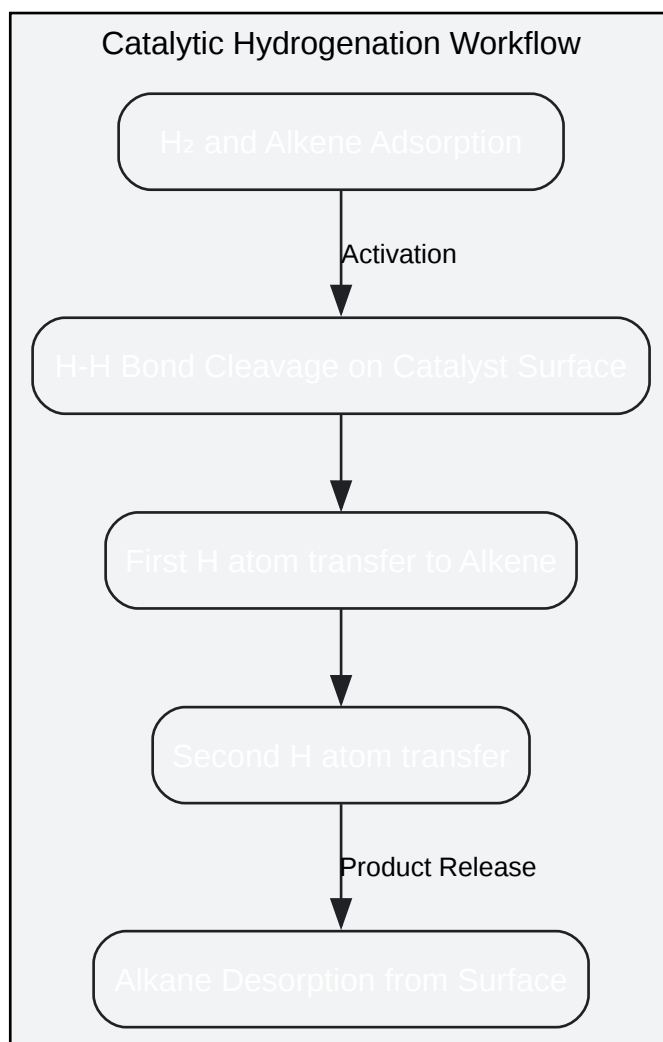 Catalytic Hydrogenation Workflow
H₂ and Alkene Adsorption
Activation
H-H Bond Cleavage on Catalyst Surface
First H atom transfer to Alkene
Second H atom transfer
Product Release
Alkane Desorption from Surface